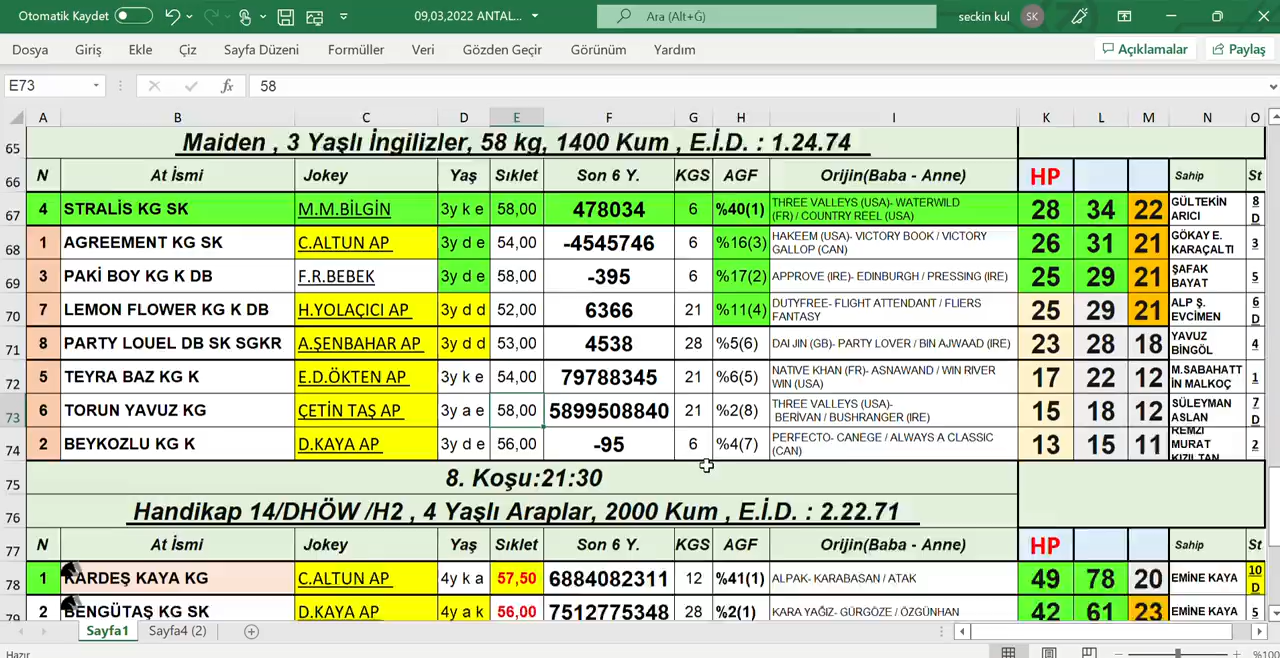 Otomatik Kaydet 09,03,2022 ANTAL... Ara (Alt+Ğ) seckin kul SK
Dosya Giriş Ekle Çiz Sayfa Düzeni Formüller Veri Gözden Geçir Görünüm Yardım Açıklamalar Paylaş
E73 fx 58
A B C D E F G H I K L M N O
65 Maiden , 3 Yaşlı İngilizler, 58 kg, 1400 Kum , E.İ.D. : 1.24.74
66 N At İsmi Jokey Yaş Sıklet Son 6 Y. KGS AGF Orijin(Baba - Anne) HP Sahip St
67 4 STRALİS KG SK M.M.BİLGİN 3y k e 58,00 478034 6 %40(1) THREE VALLEYS (USA)- WATERWILD (FR) / COUNTRY REEL (USA) 28 34 22 GÜLTEKİN ARICI 8 D
68 1 AGREEMENT KG SK C.ALTUN AP 3y d e 54,00 -4545746 6 %16(3) HAKEEM (USA)- VICTORY BOOK / VICTORY GALLOP (CAN) 26 31 21 GÖKAY E. KARAÇALTI 3
69 3 PAKİ BOY KG K DB F.R.BEBEK 3y d e 58,00 -395 6 %17(2) APPROVE (IRE)- EDINBURGH / PRESSING (IRE) 25 29 21 ŞAFAK BAYAT 5
70 7 LEMON FLOWER KG K DB H.YOLAÇICI AP 3y d d 52,00 6366 21 %11(4) DUTYFREE- FLIGHT ATTENDANT / FLIERS FANTASY 25 29 21 ALP Ş. EVCİMEN 6 D
71 8 PARTY LOUEL DB SK SGKR A.ŞENBAHAR AP 3y d d 53,00 4538 28 %5(6) DAI JIN (GB)- PARTY LOVER / BIN AJWAAD (IRE) 23 28 18 YAVUZ BİNGÖL 4
72 5 TEYRA BAZ KG K E.D.ÖKTEN AP 3y k e 54,00 79788345 21 %6(5) NATIVE KHAN (FR)- ASNAWAND / WIN RIVER WIN (USA) 17 22 12 M.SABAHATT İN MALKOÇ 1
73 6 TORUN YAVUZ KG ÇETİN TAŞ AP 3y a e 58,00 5899508840 21 %2(8) THREE VALLEYS (USA)- BERİVAN / BUSHRANGER (IRE) 15 18 12 SÜLEYMAN ASLAN 7 D
74 2 BEYKOZLU KG K D.KAYA AP 3y d e 56,00 -95 6 %4(7) PERFECTO- CANEGE / ALWAYS A CLASSIC (CAN) 13 15 11 REMZİ MURAT KIZILTAN 2
75 8. Koşu:21:30
76 Handikap 14/DHÖW /H2 , 4 Yaşlı Araplar, 2000 Kum , E.İ.D. : 2.22.71
77 N At İsmi Jokey Yaş Sıklet Son 6 Y. KGS AGF Orijin(Baba - Anne) HP Sahip St
78 1 KARDEŞ KAYA KG C.ALTUN AP 4y k a 57,50 6884082311 12 %41(1) ALPAK- KARABASAN / ATAK 49 78 20 EMİNE KAYA 10 D
79 2 BENGÜTAŞ KG SK D.KAYA AP 4y a k 56,00 7512775348 28 %2(1) KARA YAĞIZ- GÜRGÖZE / ÖZGÜNHAN 42 61 23 EMİNE KAYA 5
Sayfa1 Sayfa4 (2)
Hazır %100